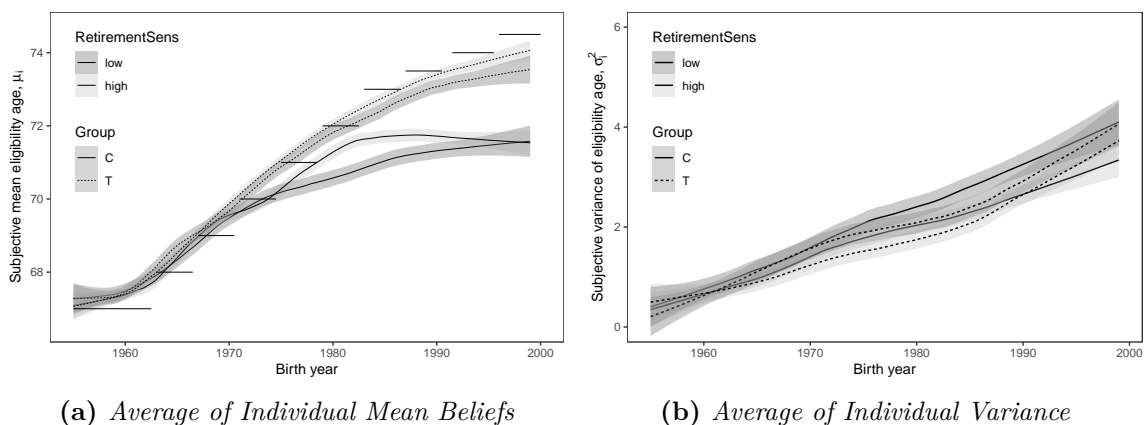 RetirementSens
low
high
Group
C
T
Subjective mean eligibility age, μᵢ
74
72
70
68
1960
1970
1980
1990
2000
Birth year
(a) Average of Individual Mean Beliefs
RetirementSens
low
high
Group
C
T
Subjective variance of eligibility age, σᵢ²
6
4
2
0
1960
1970
1980
1990
2000
Birth year
(b) Average of Individual Variance